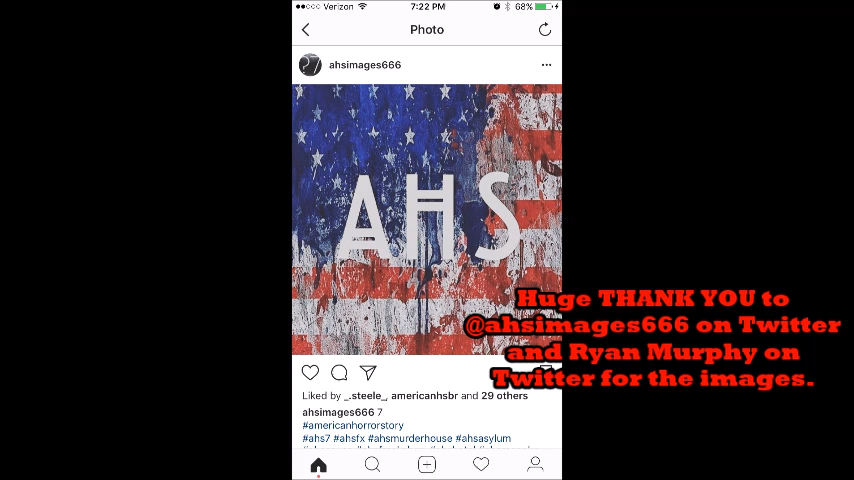 Verizon 7:22 PM 68%
Photo
ahsimages666
AHS
Huge THANK YOU to
@ahsimages666 on Twitter
and Ryan Murphy on
Twitter for the images.
Liked by _.steele_, americanhsbr and 29 others
ahsimages666 7
#americanhorrorstory
#ahs7 #ahsfx #ahsmurderhouse #ahsasylum